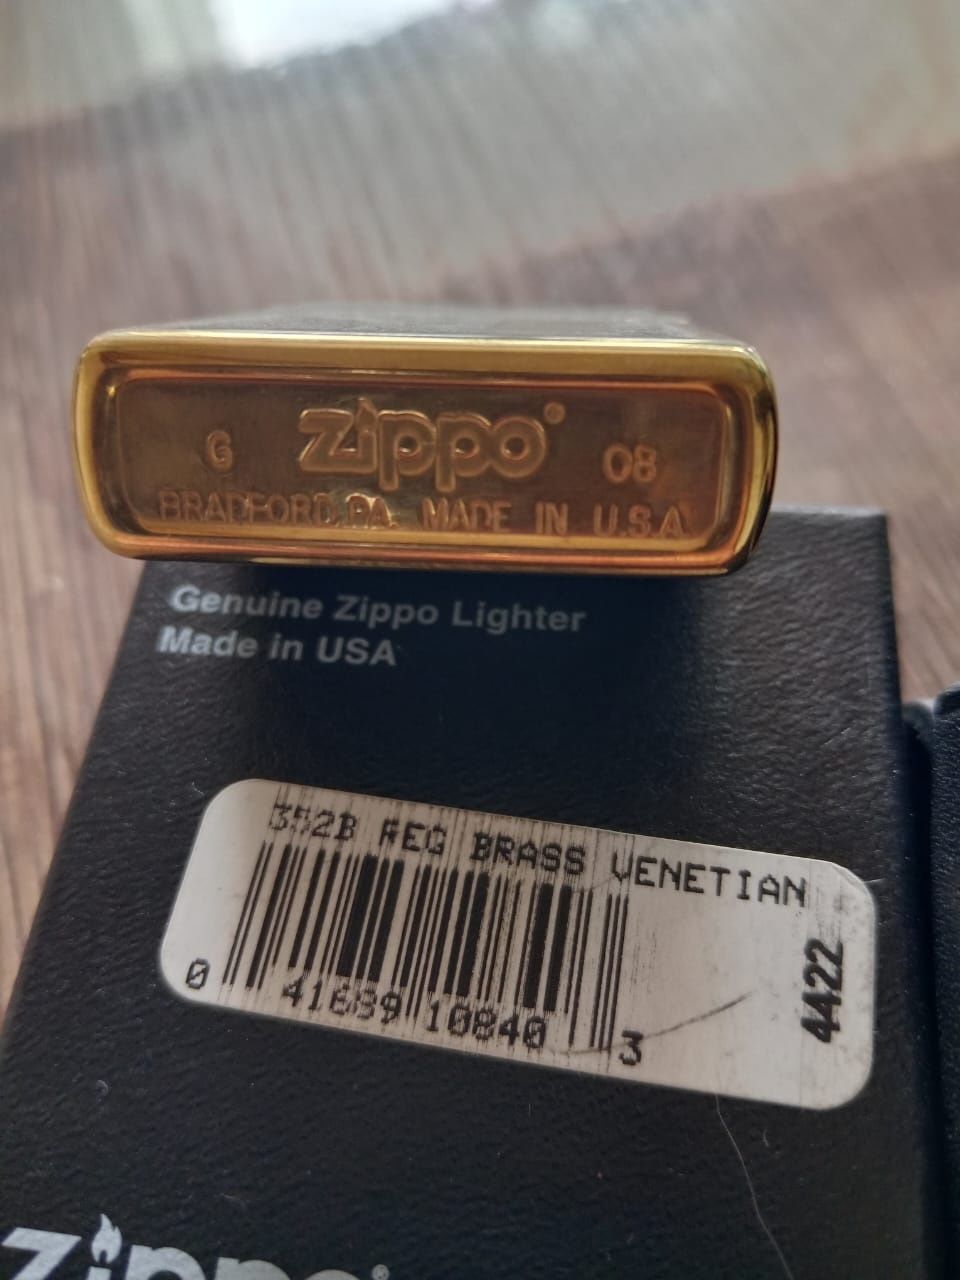 G zippo® 08
BRADFORD,PA. MADE IN U.S.A.
Genuine Zippo Lighter
Made in USA
352B REG BRASS VENETIAN
0 41689 10840 3
4422
Zippo®